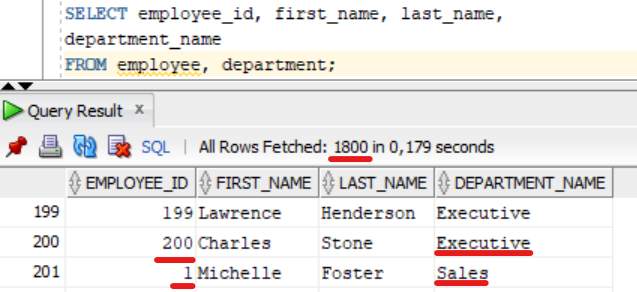 SELECT employee_id, first_name, last_name,
department_name
FROM employee, department;
Query Result x
SQL | All Rows Fetched: 1800 in 0,179 seconds
EMPLOYEE_ID FIRST_NAME LAST_NAME DEPARTMENT_NAME
199 199 Lawrence Henderson Executive
200 200 Charles Stone Executive
201 1 Michelle Foster Sales